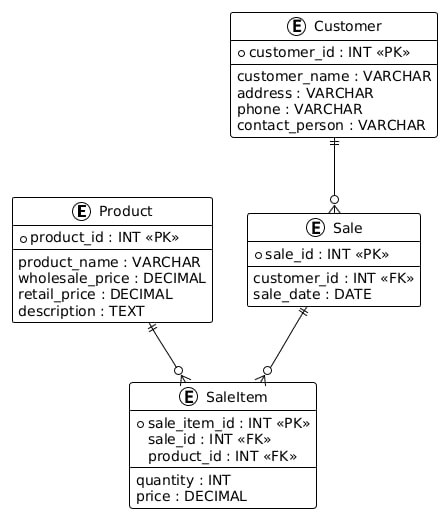 E Customer
customer_id : INT «PK»
customer_name : VARCHAR
address : VARCHAR
phone : VARCHAR
contact_person : VARCHAR
E Product
product_id : INT «PK»
product_name : VARCHAR
wholesale_price : DECIMAL
retail_price : DECIMAL
description : TEXT
E Sale
sale_id : INT «PK»
customer_id : INT «FK»
sale_date : DATE
E SaleItem
sale_item_id : INT «PK»
sale_id : INT «FK»
product_id : INT «FK»
quantity : INT
price : DECIMAL